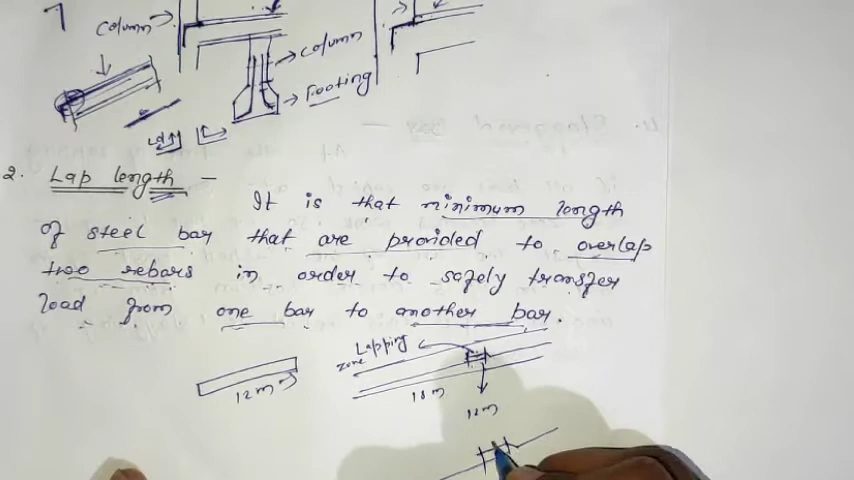 column
column
Footing
2. Lap length -
It is that minimum length
of steel bar that are provided to overlap
two rebars in order to safely transfer
load from one bar to another bar.
Lapping
zone
12m
18m
12m